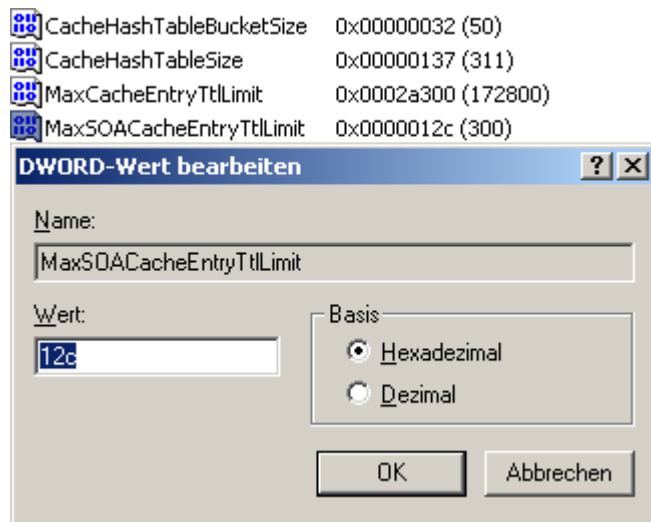 CacheHashTableBucketSize 0x00000032 (50)
CacheHashTableSize 0x00000137 (311)
MaxCacheEntryTtlLimit 0x0002a300 (172800)
MaxSOACacheEntryTtlLimit 0x0000012c (300)
DWORD-Wert bearbeiten
Name:
MaxSOACacheEntryTtlLimit
Wert: Basis
12c Hexadezimal
Dezimal
OK Abbrechen